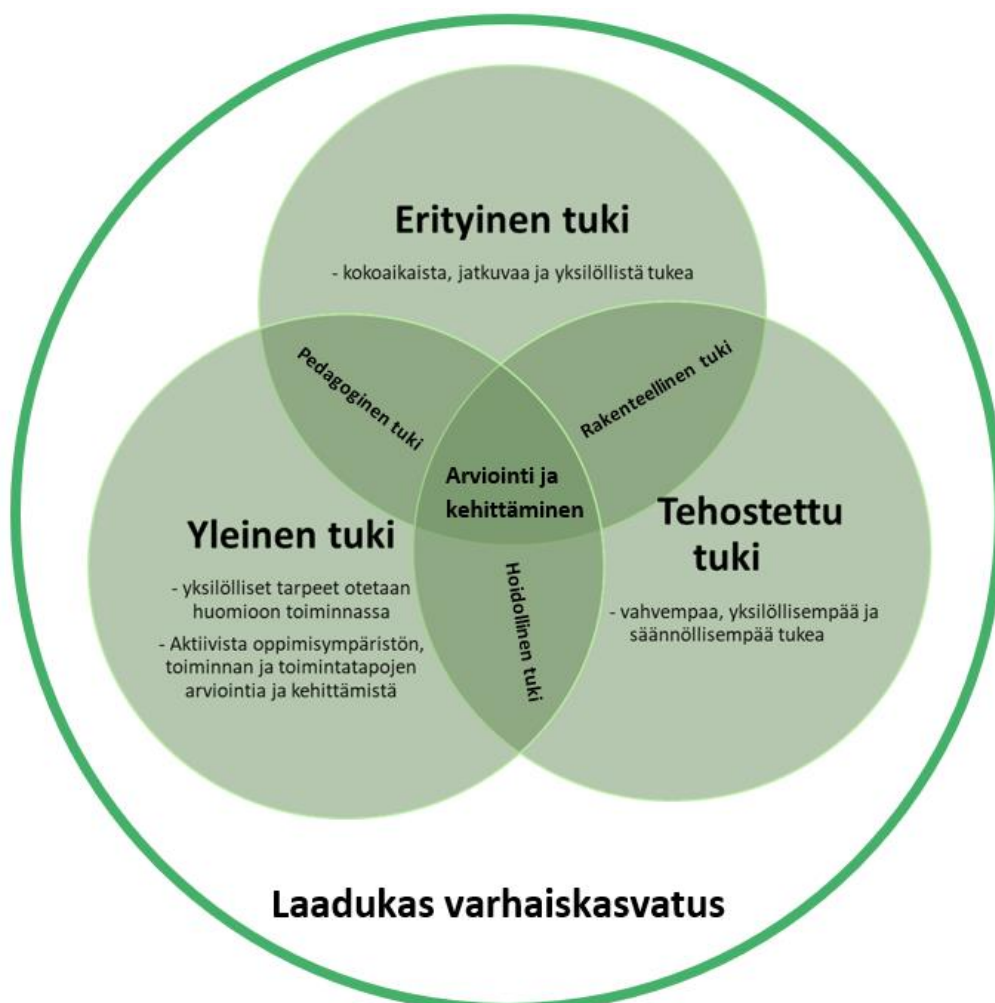 Erityinen tuki
- kokoaikaista, jatkuvaa ja yksilöllistä tukea
Pedagoginen tuki
Rakenteellinen tuki
Arviointi ja
kehittäminen
Yleinen tuki
- yksilölliset tarpeet otetaan
huomioon toiminnassa
- Aktiivista oppimisympäristön,
toiminnan ja toimintatapojen
arviointia ja kehittämistä
Tehostettu
tuki
- vahvempaa, yksilöllisempää ja
säännöllisempää tukea
Hoidollinen tuki
Laadukas varhaiskasvatus